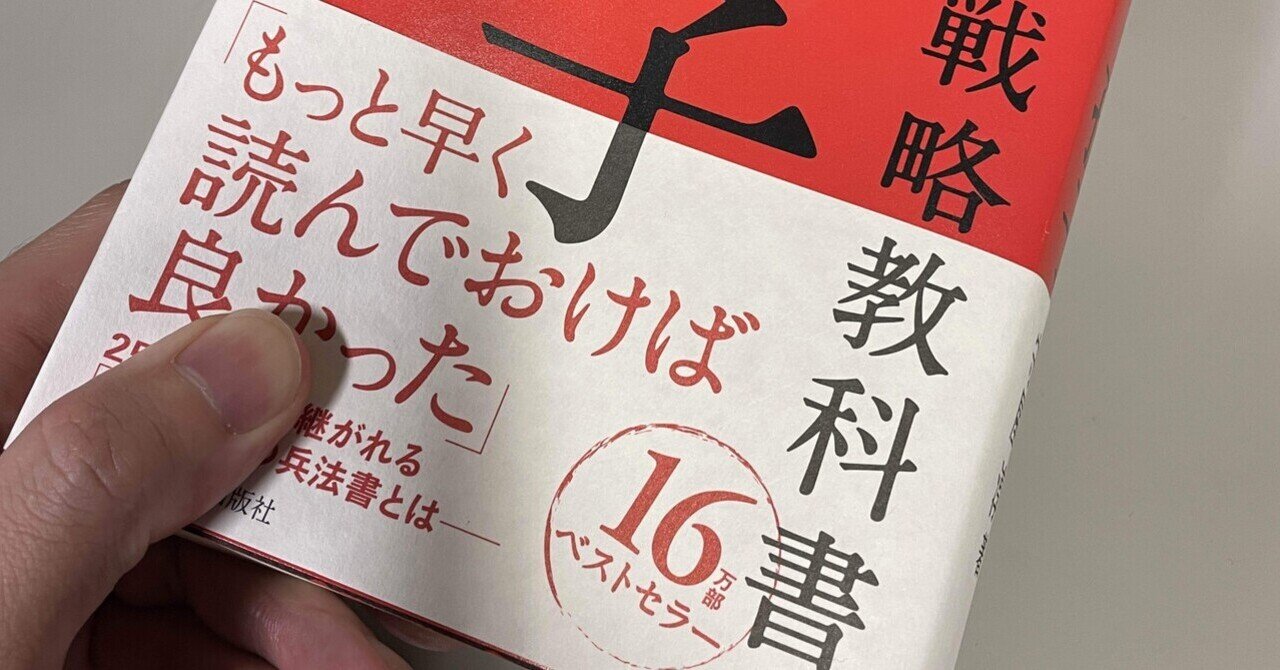 戦略教科書
子
「もっと早く
読んでおけば
良かった」
継がれる
兵法書とは──
版社
16万部
ベストセラー